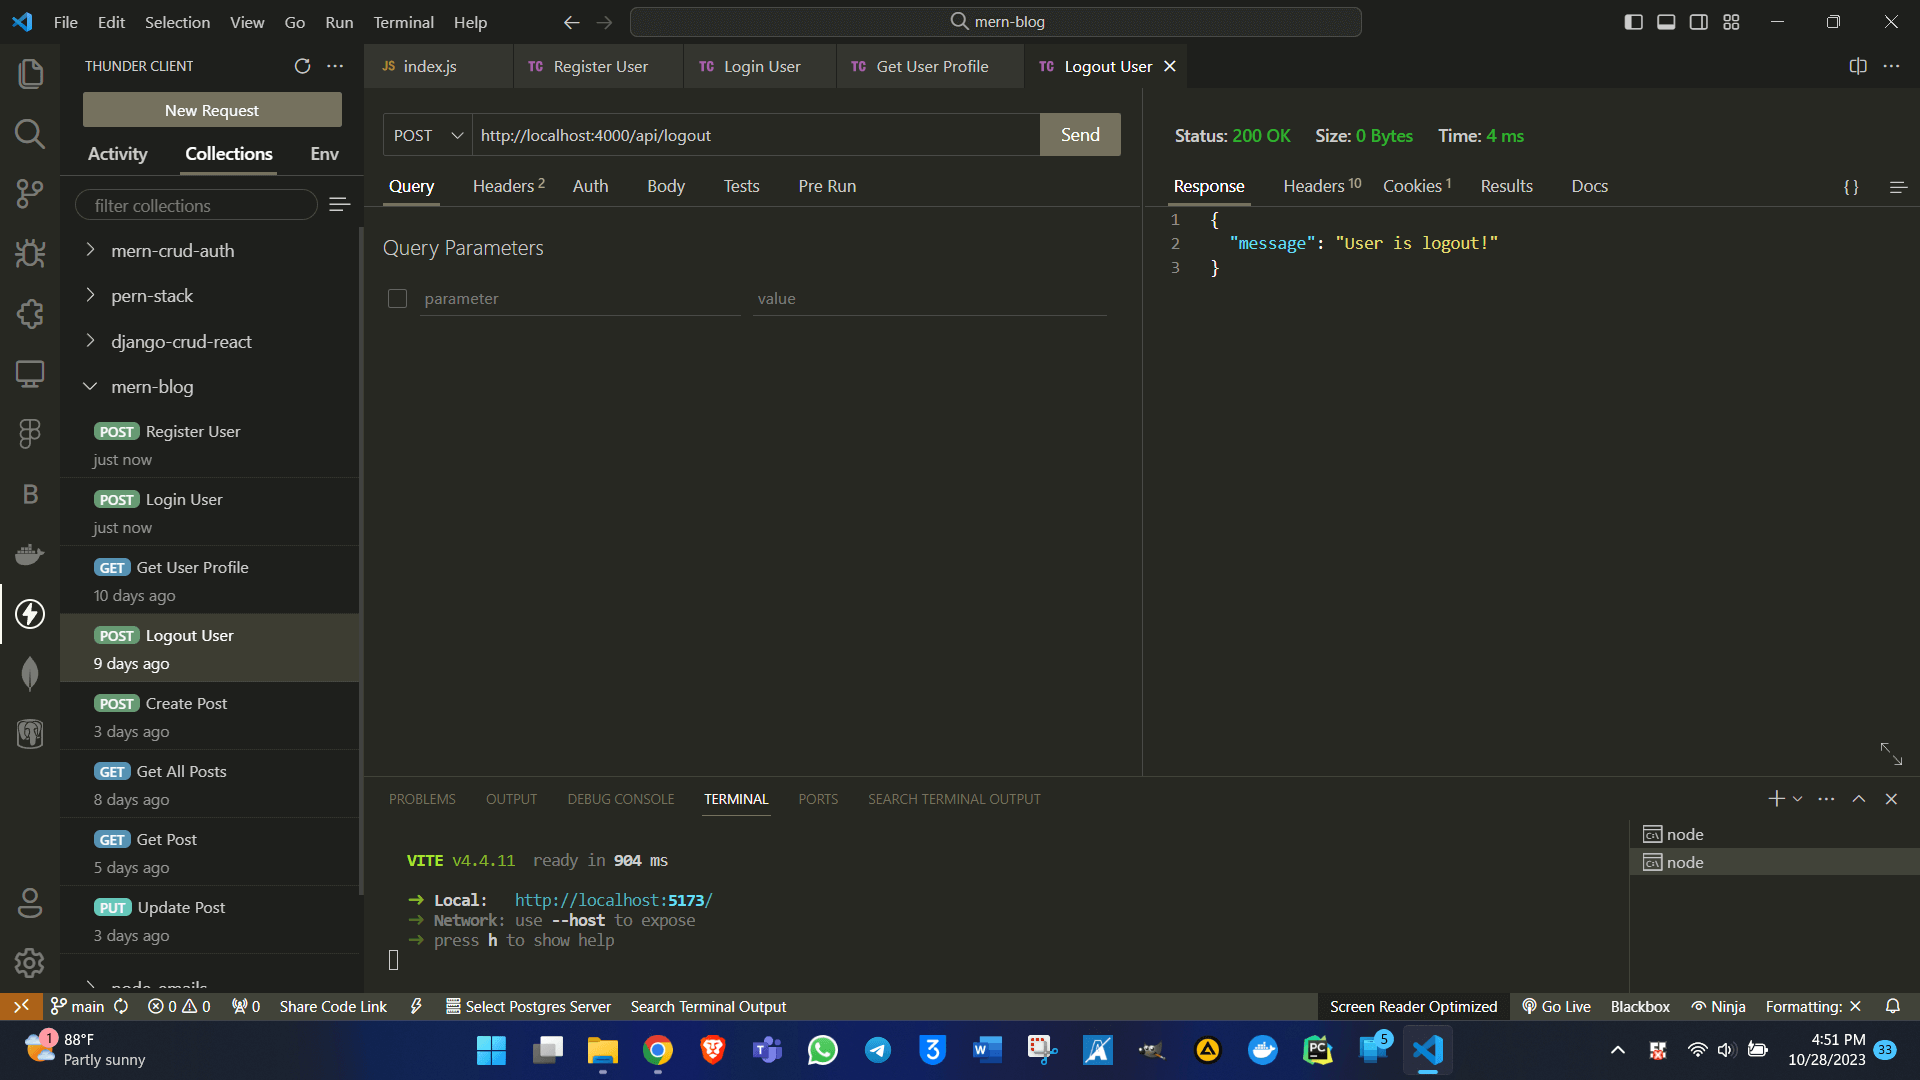 File Edit Selection View Go Run Terminal Help
mern-blog
THUNDER CLIENT
New Request
Activity Collections Env
filter collections
mern-crud-auth
pern-stack
django-crud-react
mern-blog
POST Register User
just now
POST Login User
just now
GET Get User Profile
10 days ago
POST Logout User
9 days ago
POST Create Post
3 days ago
GET Get All Posts
8 days ago
GET Get Post
5 days ago
PUT Update Post
3 days ago
node-emails
JS index.js TC Register User TC Login User TC Get User Profile TC Logout User
POST http://localhost:4000/api/logout Send
Query Headers 2 Auth Body Tests Pre Run
Query Parameters
parameter value
Status: 200 OK Size: 0 Bytes Time: 4 ms
Response Headers 10 Cookies 1 Results Docs {}
1 {
2 "message": "User is logout!"
3 }
PROBLEMS OUTPUT DEBUG CONSOLE TERMINAL PORTS SEARCH TERMINAL OUTPUT
VITE v4.4.11 ready in 904 ms
➜ Local: http://localhost:5173/
➜ Network: use --host to expose
➜ press h to show help
node
node
main 0 0 0 Share Code Link Select Postgres Server Search Terminal Output Screen Reader Optimized Go Live Blackbox Ninja Formatting: ✕
1 88°F
Partly sunny
5
4:51 PM
10/28/2023 33